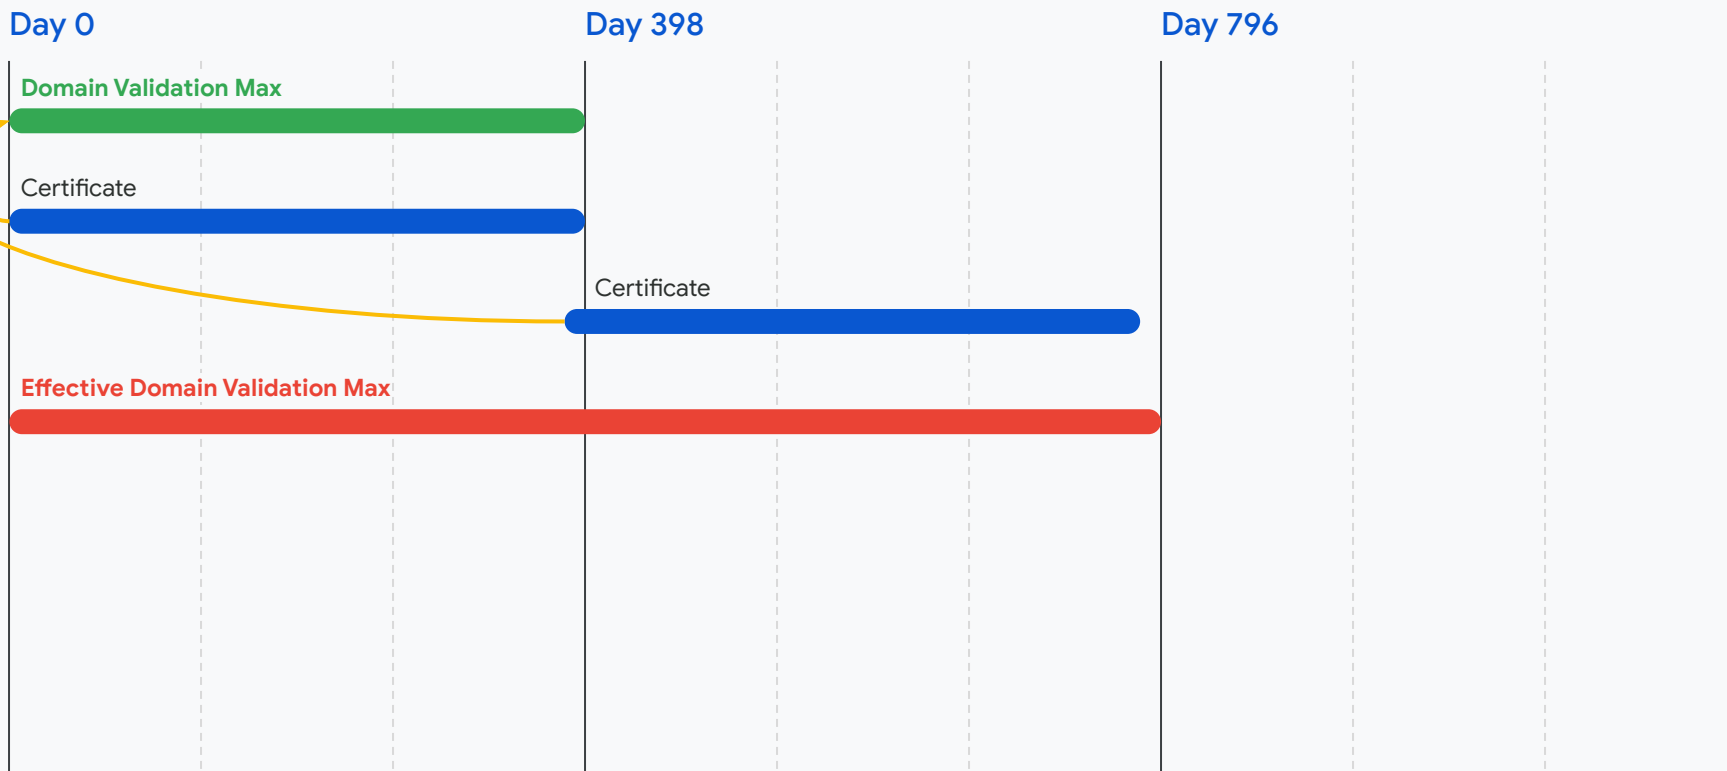 Day 0
Day 398
Day 796
Domain Validation Max
Certificate
Certificate
Effective Domain Validation Max